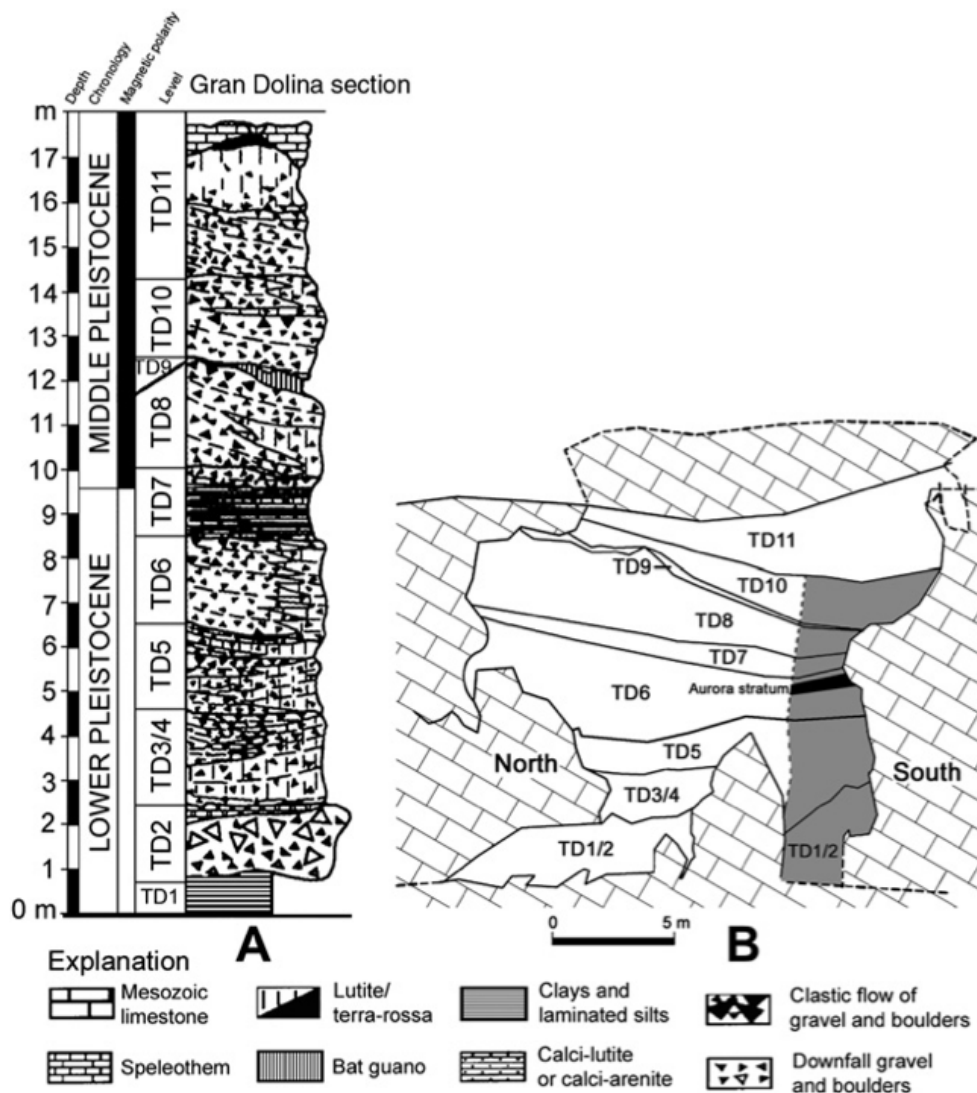 Depth
Chronology
Magnetic polarity
Level
Gran Dolina section
m
17
16
15
14
13
12
11
10
9
8
7
6
5
4
3
2
1
0 m
MIDDLE PLEISTOCENE
LOWER PLEISTOCENE
TD11
TD10
TD9
TD8
TD7
TD6
TD5
TD3/4
TD2
TD1
A
TD11
TD9
TD10
TD8
TD7
Aurora stratum
TD6
TD5
North
South
TD3/4
TD1/2
TD1/2
0 5 m
B
Explanation
Mesozoic
limestone
Lutite/
terra-rossa
Clays and
laminated silts
Clastic flow of
gravel and boulders
Speleothem
Bat guano
Calci-lutite
or calci-arenite
Downfall gravel
and boulders